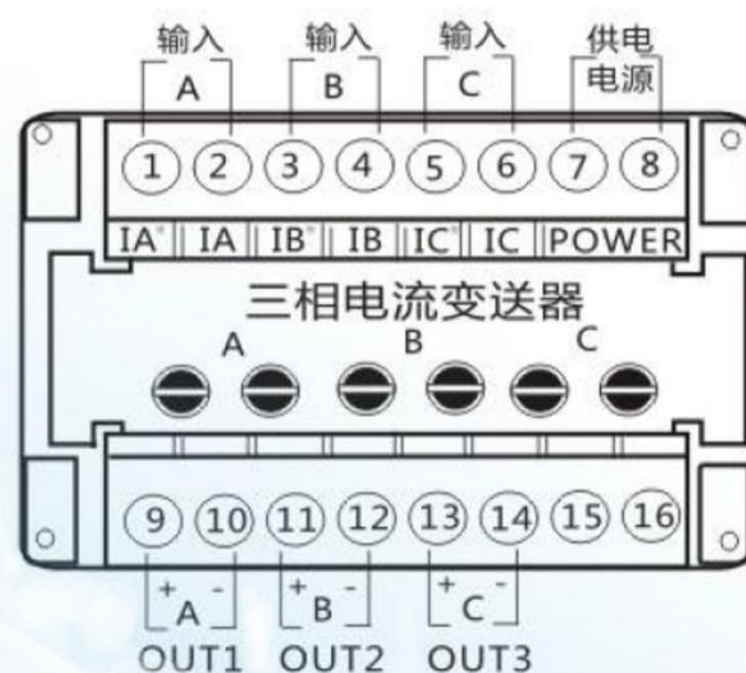 输入 输入 输入 供电
A B C 电源
1 2 3 4 5 6 7 8
IA* IA IB* IB IC* IC POWER
三相电流变送器
A B C
9 10 11 12 13 14 15 16
+ - + - + -
A B C
OUT1 OUT2 OUT3